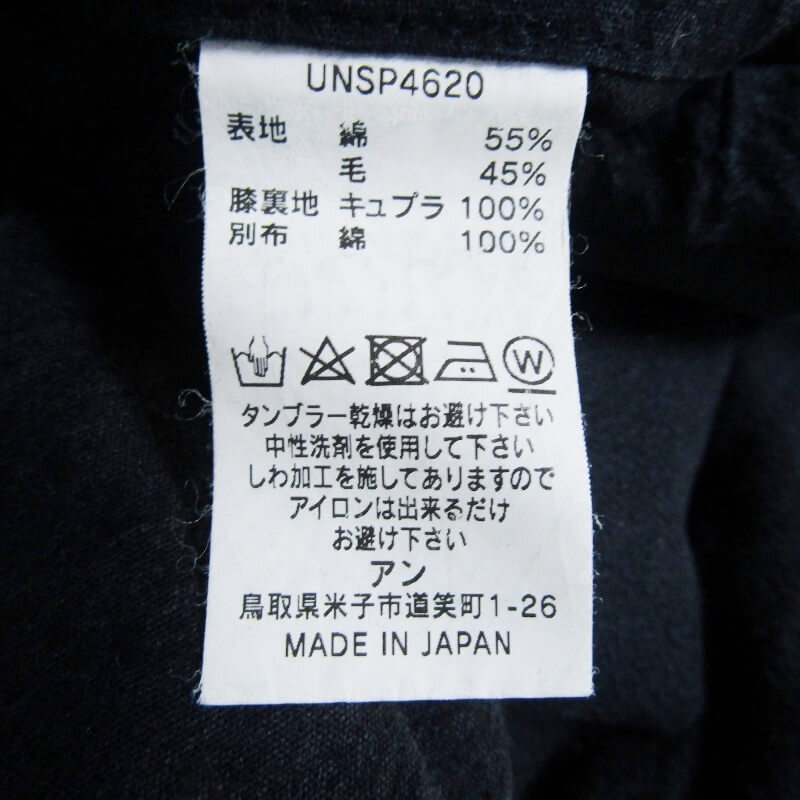 UNSP4620
表地 綿 55%
毛 45%
膝裏地 キュプラ 100%
別布 綿 100%
W
タンブラー乾燥はお避け下さい
中性洗剤を使用して下さい
しわ加工を施してありますので
アイロンは出来るだけ
お避け下さい
アン
鳥取県米子市道笑町1-26
MADE IN JAPAN